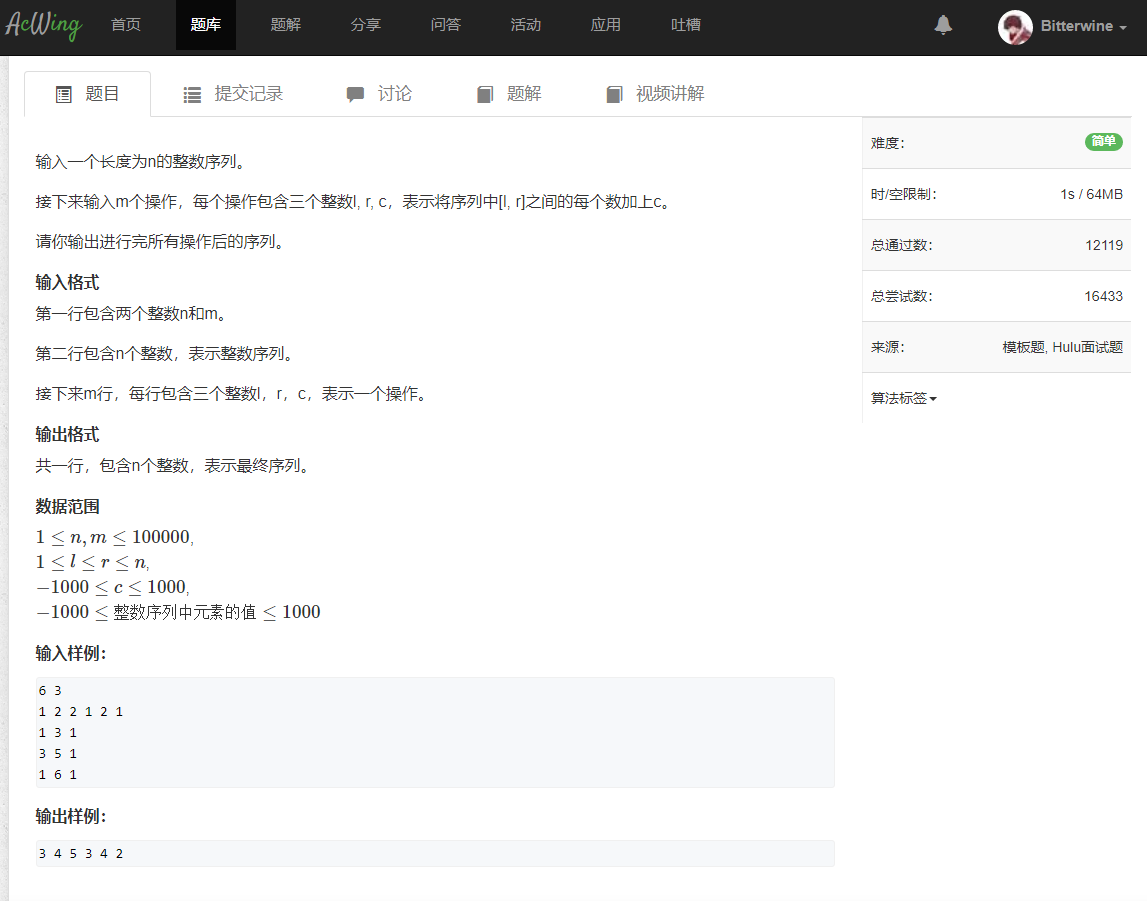 AcWing 首页 题库 题解 分享 问答 活动 应用 吐槽 Bitterwine
题目 提交记录 讨论 题解 视频讲解
输入一个长度为n的整数序列。
接下来输入m个操作，每个操作包含三个整数l, r, c，表示将序列中[l, r]之间的每个数加上c。
请你输出进行完所有操作后的序列。
输入格式
第一行包含两个整数n和m。
第二行包含n个整数，表示整数序列。
接下来m行，每行包含三个整数l，r，c，表示一个操作。
输出格式
共一行，包含n个整数，表示最终序列。
数据范围
1 ≤ n, m ≤ 100000,
1 ≤ l ≤ r ≤ n,
−1000 ≤ c ≤ 1000,
−1000 ≤ 整数序列中元素的值 ≤ 1000
输入样例：
6 3
1 2 2 1 2 1
1 3 1
3 5 1
1 6 1
输出样例：
3 4 5 3 4 2
难度： 简单
时/空限制： 1s / 64MB
总通过数： 12119
总尝试数： 16433
来源： 模板题, Hulu面试题
算法标签